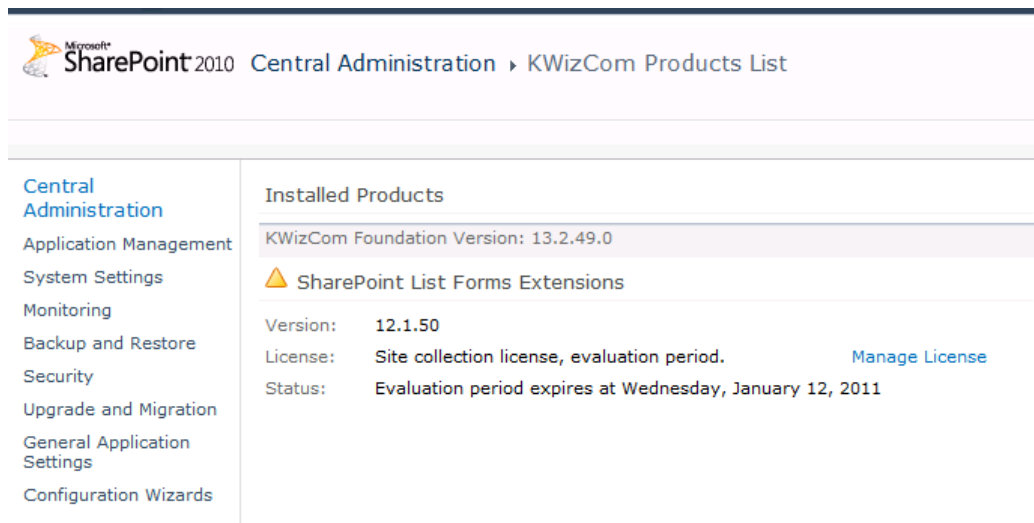 Microsoft®
SharePoint 2010 Central Administration ▸ KWizCom Products List
Central
Administration
Application Management
System Settings
Monitoring
Backup and Restore
Security
Upgrade and Migration
General Application
Settings
Configuration Wizards
Installed Products
KWizCom Foundation Version: 13.2.49.0
SharePoint List Forms Extensions
Version: 12.1.50
License: Site collection license, evaluation period. Manage License
Status: Evaluation period expires at Wednesday, January 12, 2011